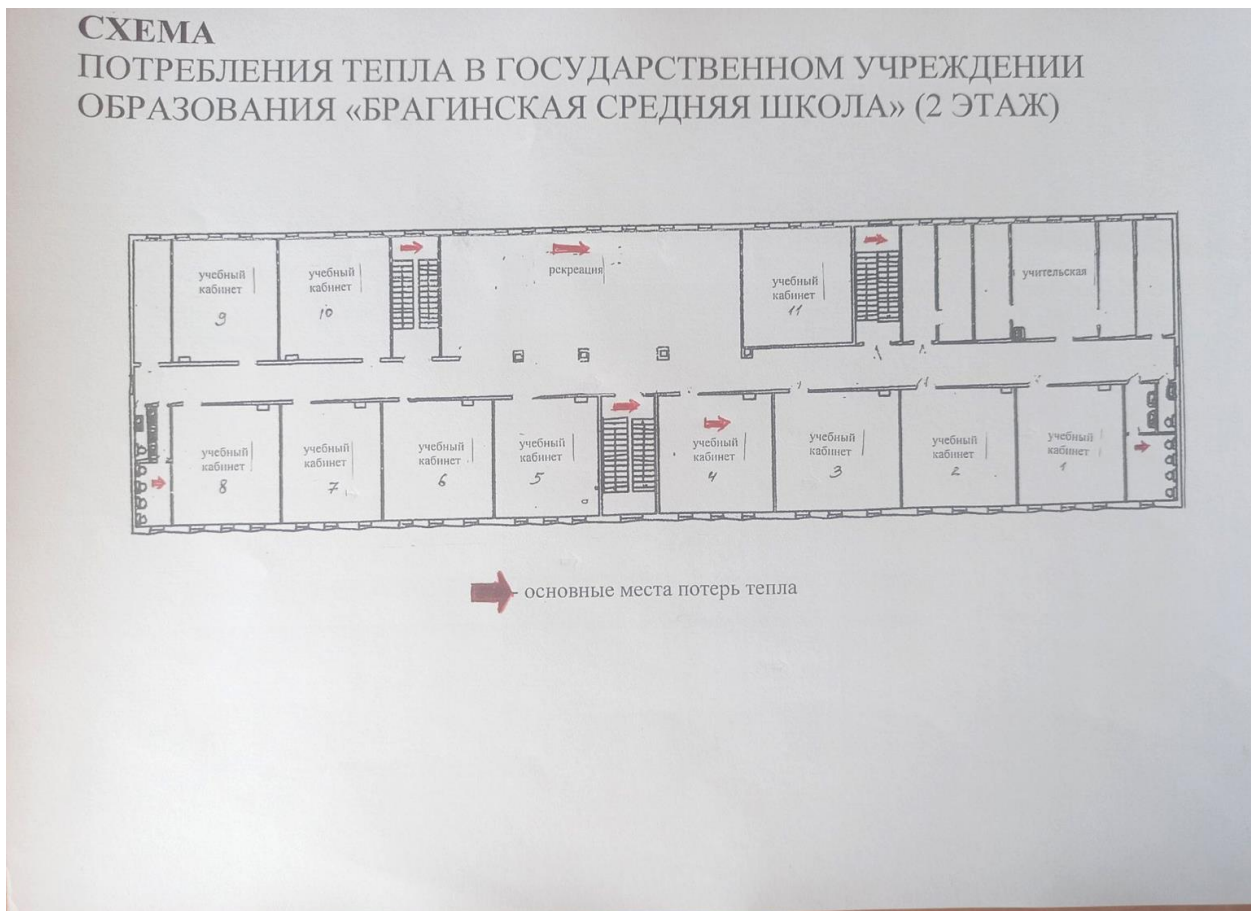 СХЕМА
ПОТРЕБЛЕНИЯ ТЕПЛА В ГОСУДАРСТВЕННОМ УЧРЕЖДЕНИИ
ОБРАЗОВАНИЯ «БРАГИНСКАЯ СРЕДНЯЯ ШКОЛА» (2 ЭТАЖ)
учебный
кабинет
9
учебный
кабинет
10
рекреация
учебный
кабинет
11
учительская
учебный
кабинет
8
учебный
кабинет
7
учебный
кабинет
6
учебный
кабинет
5
учебный
кабинет
4
учебный
кабинет
3
учебный
кабинет
2
учебный
кабинет
1
- основные места потерь тепла